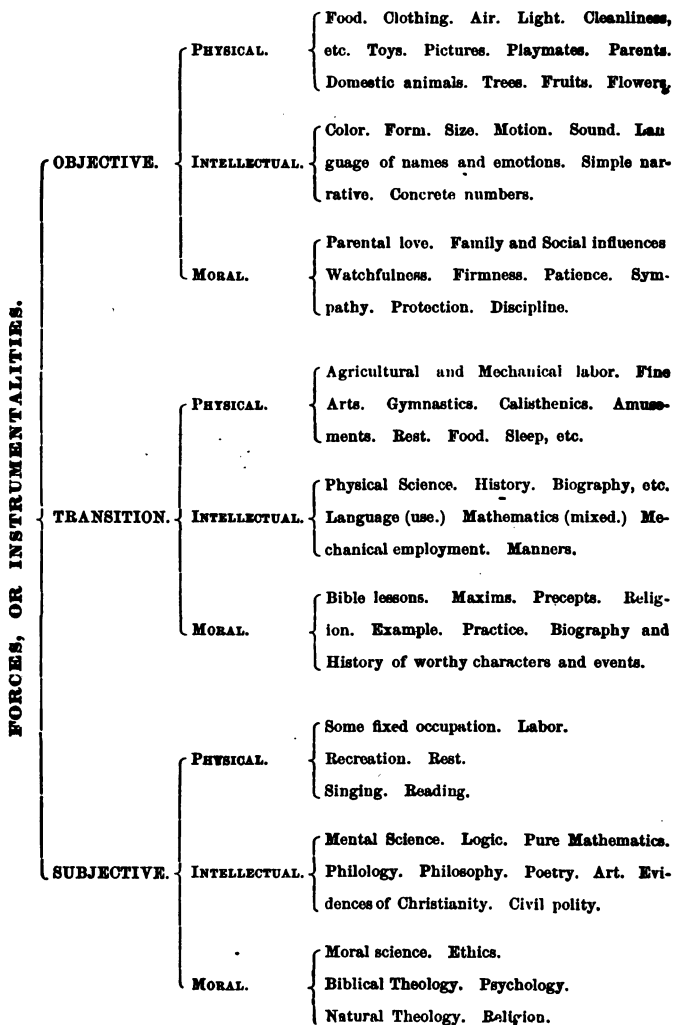 FORCES, OR INSTRUMENTALITIES.
OBJECTIVE.
PHYSICAL.
Food. Clothing. Air. Light. Cleanliness,
etc. Toys. Pictures. Playmates. Parents.
Domestic animals. Trees. Fruits. Flowers.
INTELLECTUAL.
Color. Form. Size. Motion. Sound. Lan
guage of names and emotions. Simple nar-
rative. Concrete numbers.
MORAL.
Parental love. Family and Social influences
Watchfulness. Firmness. Patience. Sym-
pathy. Protection. Discipline.
TRANSITION.
PHYSICAL.
Agricultural and Mechanical labor. Fine
Arts. Gymnastics. Calisthenics. Amuse-
ments. Rest. Food. Sleep, etc.
INTELLECTUAL.
Physical Science. History. Biography, etc.
Language (use.) Mathematics (mixed.) Me-
chanical employment. Manners.
MORAL.
Bible lessons. Maxims. Precepts. Relig-
ion. Example. Practice. Biography and
History of worthy characters and events.
SUBJECTIVE.
PHYSICAL.
Some fixed occupation. Labor.
Recreation. Rest.
Singing. Reading.
INTELLECTUAL.
Mental Science. Logic. Pure Mathematics.
Philology. Philosophy. Poetry. Art. Evi-
dences of Christianity. Civil polity.
MORAL.
Moral science. Ethics.
Biblical Theology. Psychology.
Natural Theology. Religion.